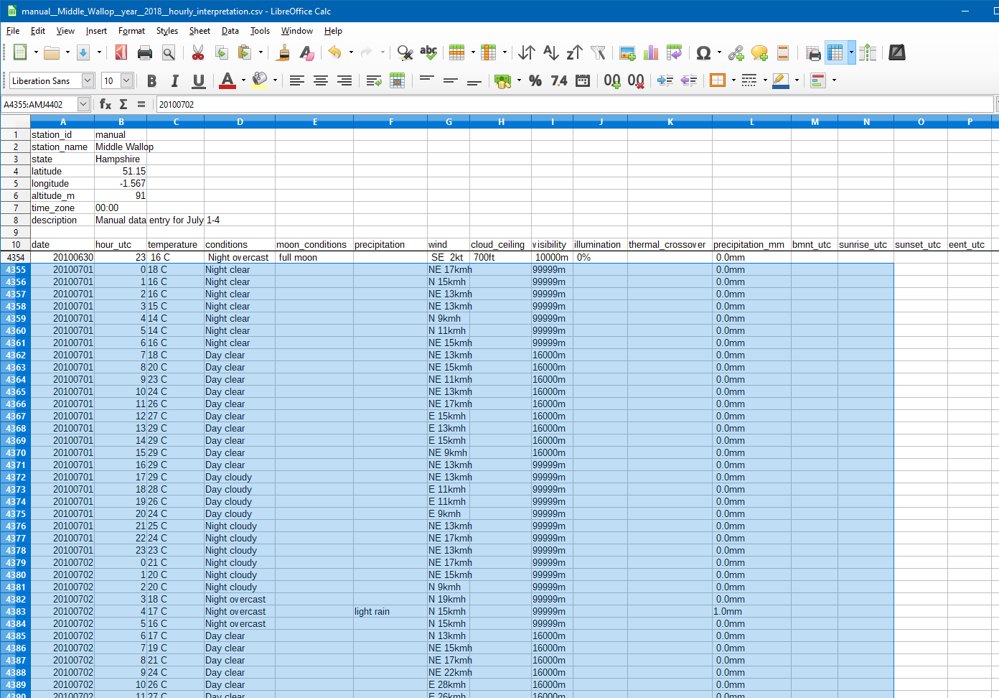 manual__Middle_Wallop__year__2018__hourly_interpretation.csv - LibreOffice Calc
File Edit View Insert Format Styles Sheet Data Tools Window Help
Liberation Sans 10
A4355:AMJ4402 20100702
A B C D E F G H I J K L M N O P
1 station_id manual
2 station_name Middle Wallop
3 state Hampshire
4 latitude 51.15
5 longitude -1.567
6 altitude_m 91
7 time_zone 00:00
8 description Manual data entry for July 1-4
9
10 date hour_utc temperature conditions moon_conditions precipitation wind cloud_ceiling visibility illumination thermal_crossover precipitation_mm bmnt_utc sunrise_utc sunset_utc eent_utc
4354 20100630 23 16 C Night overcast full moon SE 2kt 700ft 10000m 0% 0.0mm
4355 20100701 0 18 C Night clear NE 17kmh 99999m 0.0mm
4356 20100701 1 16 C Night clear N 15kmh 99999m 0.0mm
4357 20100701 2 16 C Night clear NE 13kmh 99999m 0.0mm
4358 20100701 3 15 C Night clear NE 13kmh 99999m 0.0mm
4359 20100701 4 14 C Night clear N 9kmh 99999m 0.0mm
4360 20100701 5 14 C Night clear N 11kmh 99999m 0.0mm
4361 20100701 6 16 C Night clear NE 15kmh 99999m 0.0mm
4362 20100701 7 18 C Day clear NE 13kmh 16000m 0.0mm
4363 20100701 8 20 C Day clear NE 15kmh 16000m 0.0mm
4364 20100701 9 23 C Day clear NE 11kmh 16000m 0.0mm
4365 20100701 10 24 C Day clear NE 13kmh 16000m 0.0mm
4366 20100701 11 26 C Day clear NE 17kmh 16000m 0.0mm
4367 20100701 12 27 C Day clear E 15kmh 16000m 0.0mm
4368 20100701 13 29 C Day clear E 13kmh 16000m 0.0mm
4369 20100701 14 29 C Day clear E 15kmh 16000m 0.0mm
4370 20100701 15 29 C Day clear NE 9kmh 16000m 0.0mm
4371 20100701 16 29 C Day clear NE 13kmh 99999m 0.0mm
4372 20100701 17 29 C Day cloudy NE 13kmh 99999m 0.0mm
4373 20100701 18 28 C Day cloudy E 11kmh 99999m 0.0mm
4374 20100701 19 26 C Day cloudy E 11kmh 99999m 0.0mm
4375 20100701 20 24 C Day cloudy E 9kmh 99999m 0.0mm
4376 20100701 21 25 C Night cloudy NE 13kmh 99999m 0.0mm
4377 20100701 22 24 C Night cloudy NE 17kmh 99999m 0.0mm
4378 20100701 23 23 C Night cloudy NE 13kmh 99999m 0.0mm
4379 20100702 0 21 C Night cloudy NE 17kmh 99999m 0.0mm
4380 20100702 1 20 C Night cloudy NE 15kmh 99999m 0.0mm
4381 20100702 2 20 C Night cloudy N 9kmh 99999m 0.0mm
4382 20100702 3 18 C Night overcast N 19kmh 99999m 0.0mm
4383 20100702 4 17 C Night overcast light rain N 15kmh 99999m 1.0mm
4384 20100702 5 16 C Night overcast N 15kmh 99999m 0.0mm
4385 20100702 6 17 C Day clear N 13kmh 16000m 0.0mm
4386 20100702 7 19 C Day clear NE 15kmh 16000m 0.0mm
4387 20100702 8 21 C Day clear NE 17kmh 16000m 0.0mm
4388 20100702 9 24 C Day clear NE 22kmh 16000m 0.0mm
4389 20100702 10 26 C Day clear E 28kmh 16000m 0.0mm
4390 20100702 11 27 C Day clear E 26kmh 16000m 0.0mm